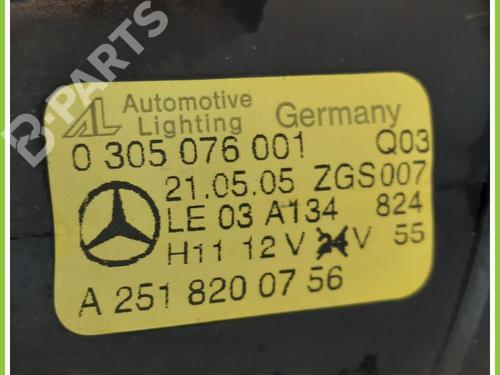 B-PARTS
AL Automotive Lighting Germany
0 305 076 001 Q03
21.05.05 ZGS007
LE 03 A134 824
H11 12 V 24 V 55
A 251 820 07 56